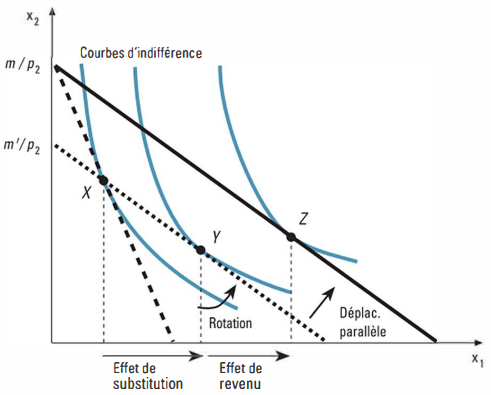 x₂
Courbes d'indifférence
m/p₂
m'/p₂
X
Y
Z
Rotation
Déplac.
parallèle
x₁
Effet de
substitution
Effet de
revenu